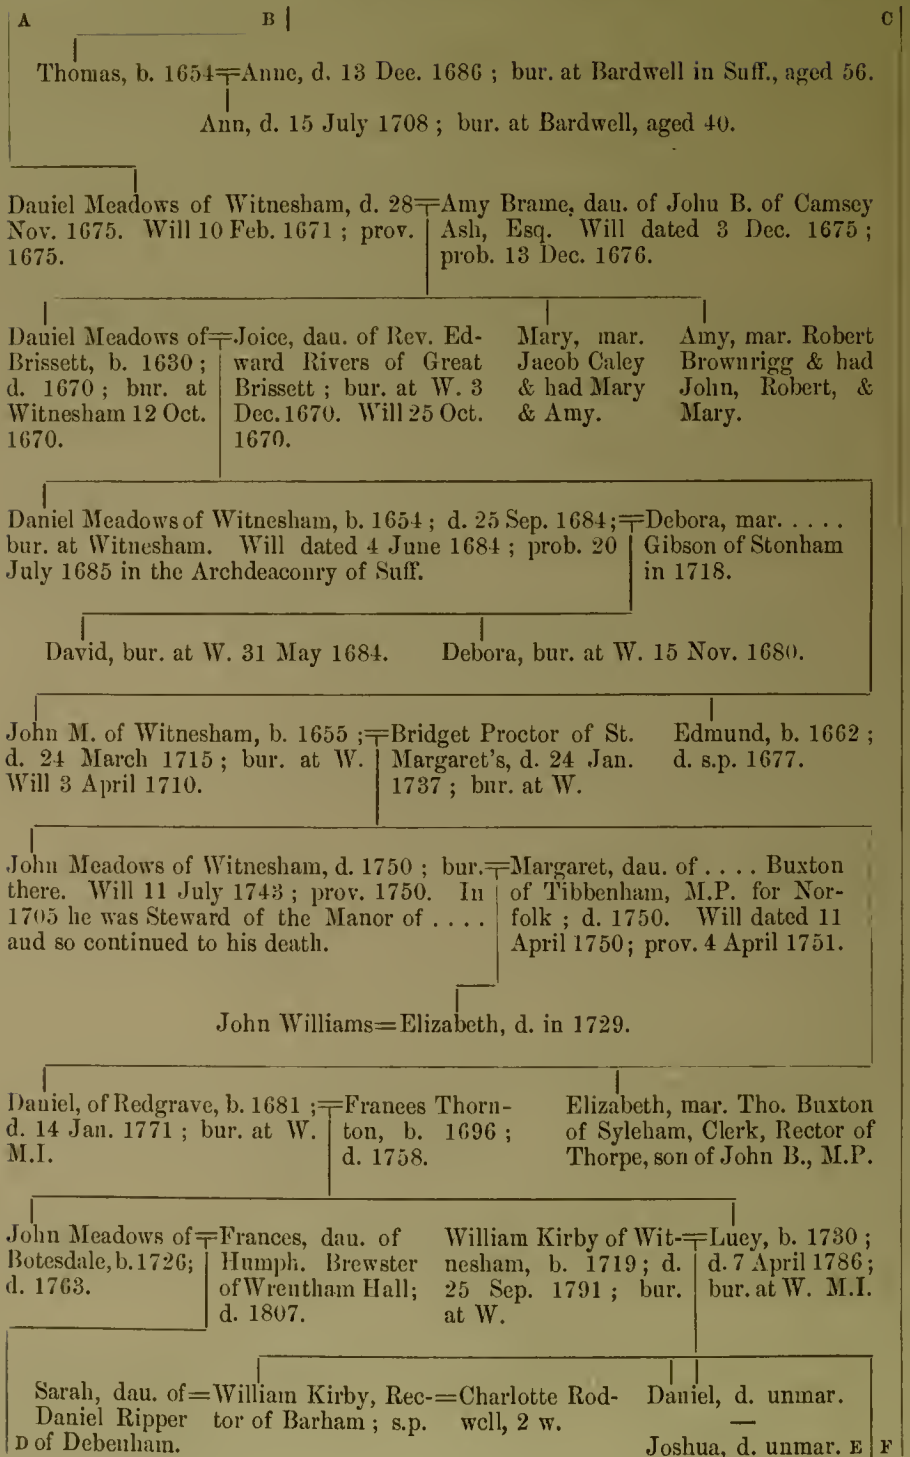 A B C
Thomas, b. 1654=Anne, d. 13 Dec. 1686 ; bur. at Bardwell in Suff., aged 56.
Ann, d. 15 July 1708 ; bur. at Bardwell, aged 40.
Daniel Meadows of Witnesham, d. 28=Amy Brame, dau. of John B. of Camsey
Nov. 1675. Will 10 Feb. 1671 ; prov. Ash, Esq. Will dated 3 Dec. 1675 ;
1675. prob. 13 Dec. 1676.
Daniel Meadows of=Joice, dau. of Rev. Ed- Mary, mar. Amy, mar. Robert
Brissett, b. 1630 ; ward Rivers of Great Jacob Caley Brownrigg & had
d. 1670 ; bur. at Brissett ; bur. at W. 3 & had Mary John, Robert, &
Witnesham 12 Oct. Dec. 1670. Will 25 Oct. & Amy. Mary.
1670. 1670.
Daniel Meadows of Witnesham, b. 1654 ; d. 25 Sep. 1684;=Debora, mar. . . . .
bur. at Witnesham. Will dated 4 June 1684 ; prob. 20 Gibson of Stonham
July 1685 in the Archdeaconry of Suff. in 1718.
David, bur. at W. 31 May 1684. Debora, bur. at W. 15 Nov. 1680.
John M. of Witnesham, b. 1655 ;=Bridget Proctor of St. Edmund, b. 1662 ;
d. 24 March 1715 ; bur. at W. Margaret's, d. 24 Jan. d. s.p. 1677.
Will 3 April 1710. 1737 ; bur. at W.
John Meadows of Witnesham, d. 1750 ; bur.=Margaret, dau. of . . . . Buxton
there. Will 11 July 1743 ; prov. 1750. In of Tibbenham, M.P. for Nor-
1705 he was Steward of the Manor of . . . . folk ; d. 1750. Will dated 11
and so continued to his death. April 1750; prov. 4 April 1751.
John Williams=Elizabeth, d. in 1729.
Daniel, of Redgrave, b. 1681 ;=Frances Thorn- Elizabeth, mar. Tho. Buxton
d. 14 Jan. 1771 ; bur. at W. ton, b. 1696 ; of Syleham, Clerk, Rector of
M.I. d. 1758. Thorpe, son of John B., M.P.
John Meadows of=Frances, dau. of William Kirby of Wit-=Lucy, b. 1730 ;
Botesdale, b. 1726; Humph. Brewster nesham, b. 1719 ; d. d. 7 April 1786 ;
d. 1763. of Wrentham Hall; 25 Sep. 1791 ; bur. bur. at W. M.I.
d. 1807. at W.
Sarah, dau. of=William Kirby, Rec-=Charlotte Rod- Daniel, d. unmar.
Daniel Ripper tor of Barham ; s.p. well, 2 w. —
D of Debenham. Joshua, d. unmar. E F